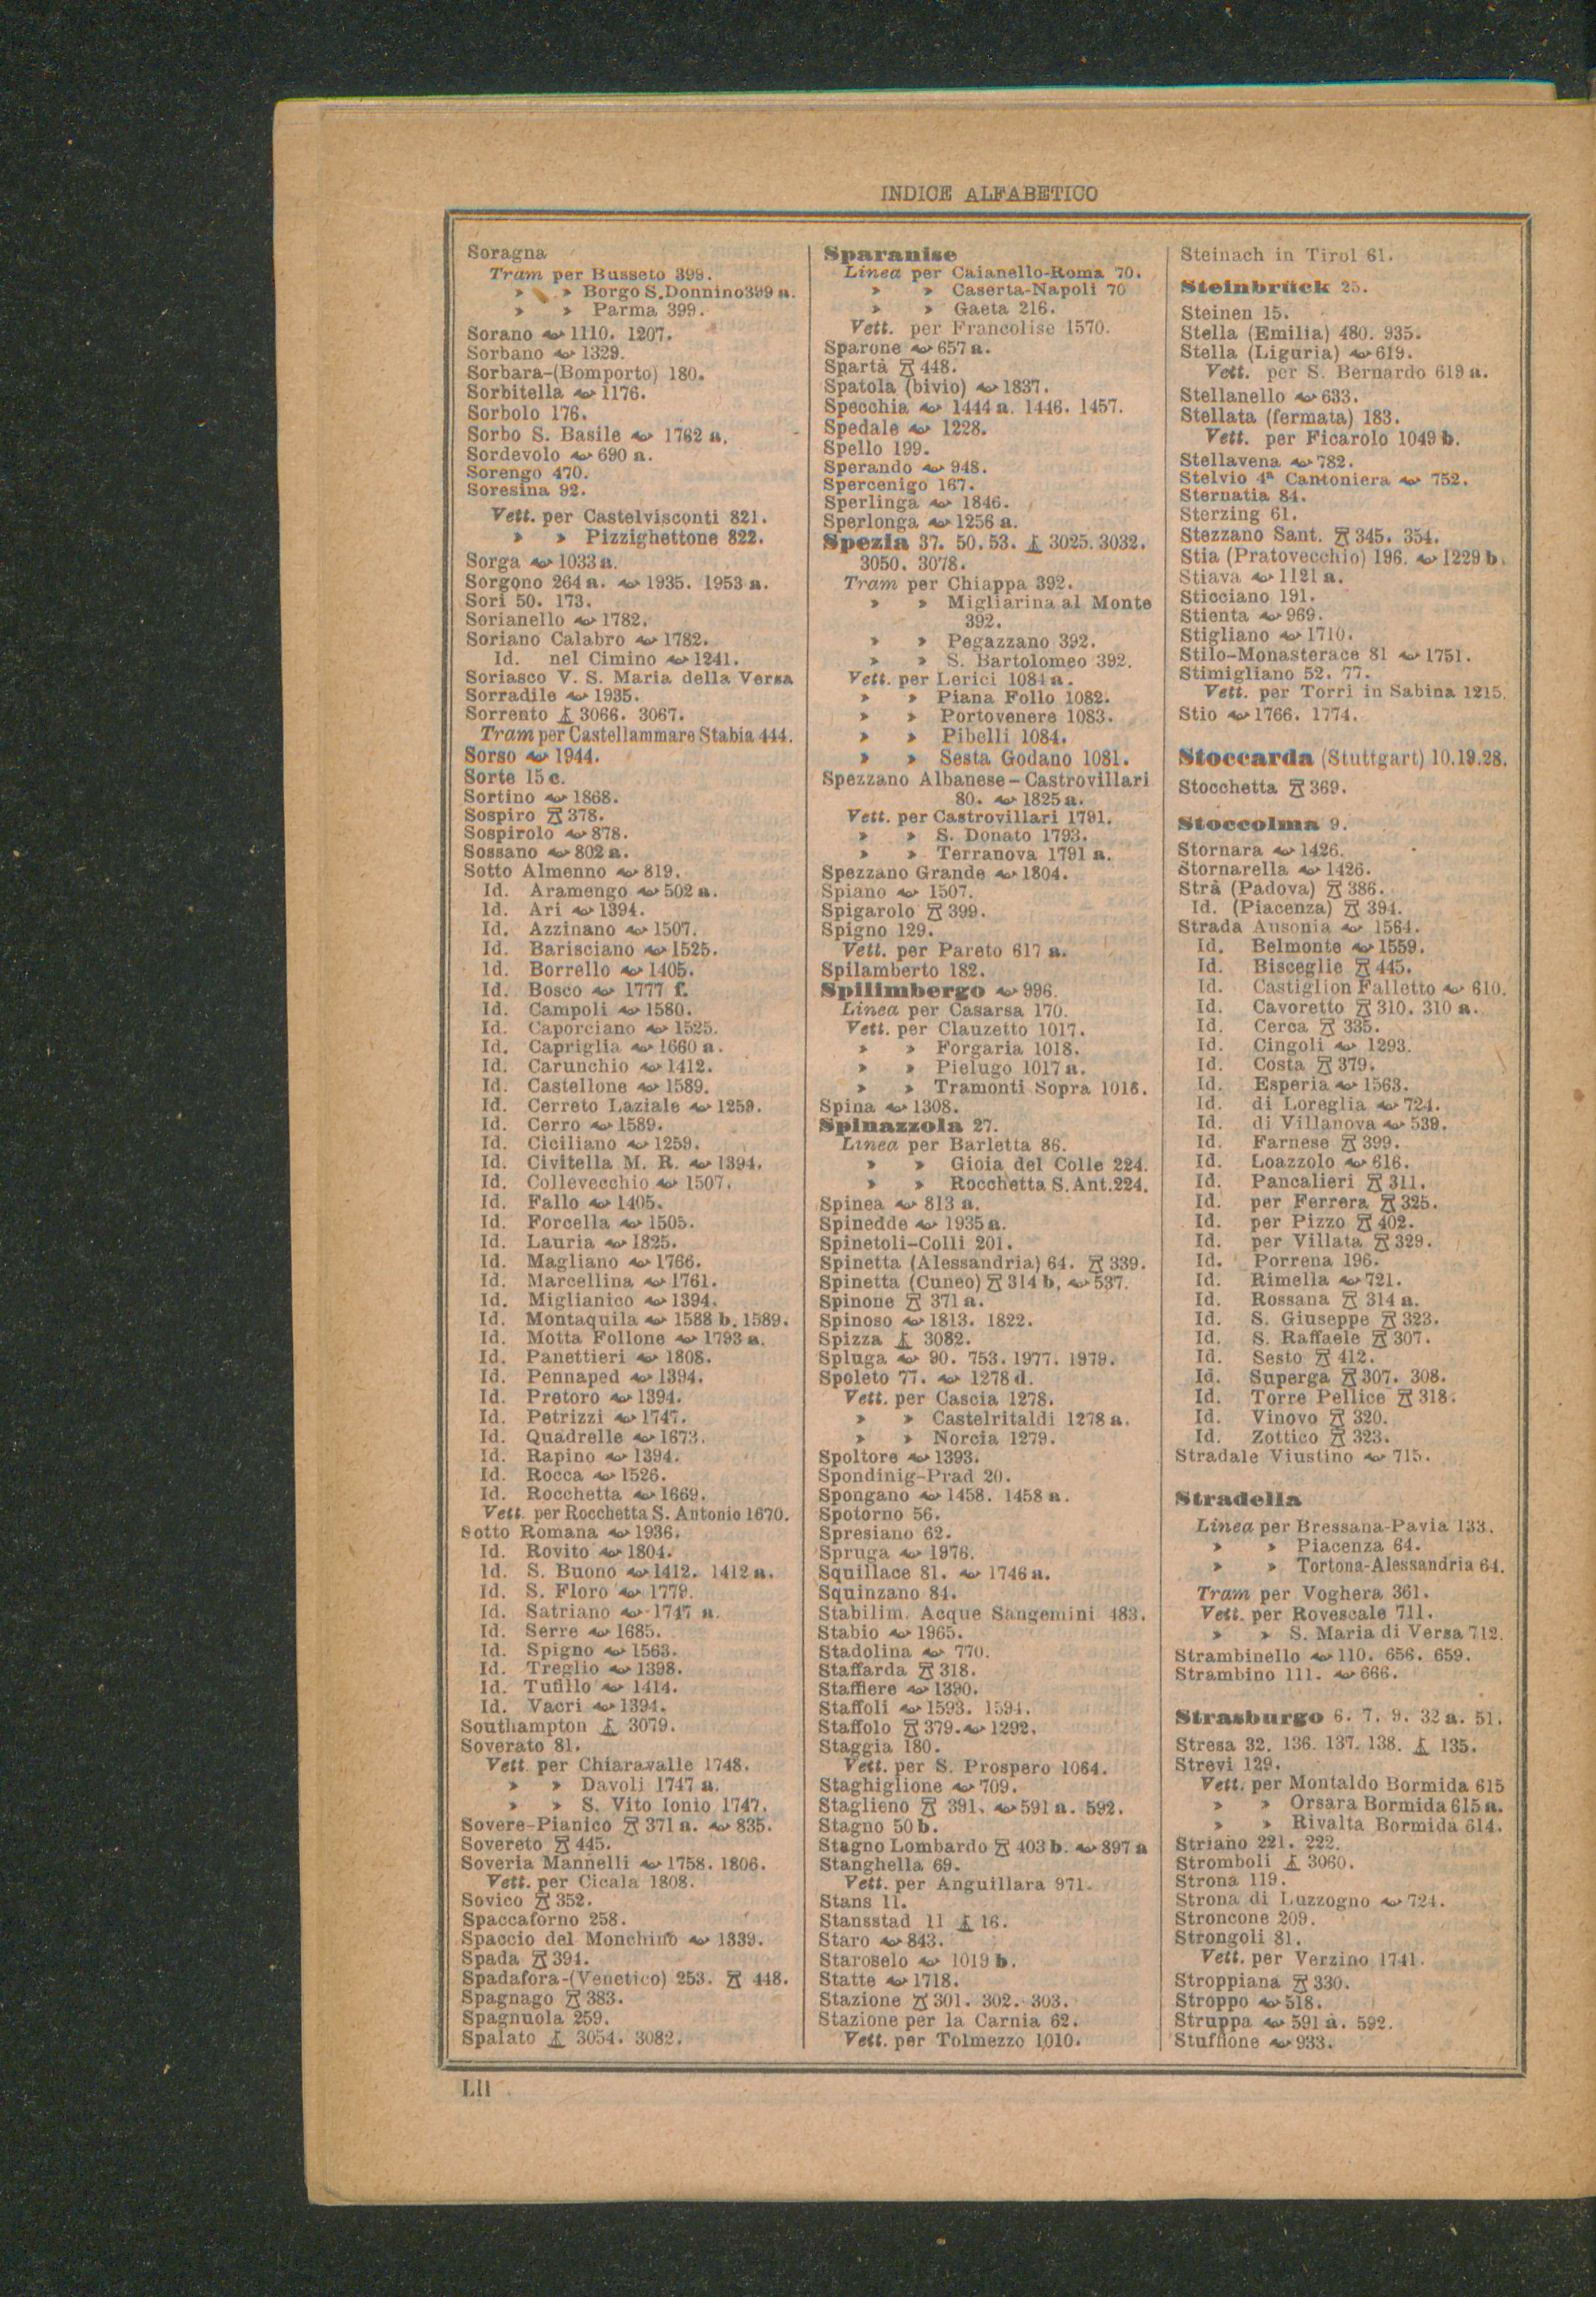 INDICE ALFABETICO
Soragna
Tram per Busseto 399.
» » Borgo S. Donnino 399 a.
» » Parma 399.
Sorano 1110. 1207.
Sorbano 1329.
Sorbara-(Bomporto) 180.
Sorbitella 1176.
Sorbolo 176.
Sorbo S. Basile 1762 a.
Sordevolo 690 a.
Sorengo 470.
Soresina 92.
Vett. per Castelvisconti 821.
» » Pizzighettone 822.
Sorga 1033 a.
Sorgono 264 a. 1935. 1953 a.
Sori 50. 173.
Sorianello 1782.
Soriano Calabro 1782.
Id. nel Cimino 1241.
Soriasco V. S. Maria della Versa
Sorradile 1935.
Sorrento 3066. 3067.
Tram per Castellammare Stabia 444.
Sorso 1944.
Sorte 15 c.
Sortino 1868.
Sospiro 378.
Sospirolo 878.
Sossano 802 a.
Sotto Almenno 819.
Id. Aramengo 502 a.
Id. Ari 1394.
Id. Azzinano 1507.
Id. Barisciano 1525.
Id. Borrello 1405.
Id. Bosco 1777 f.
Id. Campoli 1580.
Id. Caporciano 1525.
Id. Capriglia 1660 a.
Id. Carunchio 1412.
Id. Castellone 1589.
Id. Cerreto Laziale 1259.
Id. Cerro 1589.
Id. Ciciliano 1259.
Id. Civitella M. R. 1394.
Id. Collevecchio 1507.
Id. Fallo 1405.
Id. Forcella 1505.
Id. Lauria 1825.
Id. Magliano 1766.
Id. Marcellina 1761.
Id. Miglianico 1394.
Id. Montaquila 1588 b. 1589.
Id. Motta Follone 1793 a.
Id. Panettieri 1808.
Id. Pennaped 1394.
Id. Pretoro 1394.
Id. Petrizzi 1747.
Id. Quadrelle 1673.
Id. Rapino 1394.
Id. Rocca 1526.
Id. Rocchetta 1669.
Vett. per Rocchetta S. Antonio 1670.
Sotto Romana 1936.
Id. Rovito 1804.
Id. S. Buono 1412. 1412 a.
Id. S. Floro 1779.
Id. Satriano 1747 a.
Id. Serre 1685.
Id. Spigno 1563.
Id. Treglio 1398.
Id. Tufillo 1414.
Id. Vacri 1394.
Southampton 3079.
Soverato 81.
Vett. per Chiaravalle 1748.
» » Davoli 1747 a.
» » S. Vito Ionio 1747.
Sovere-Pianico 371 a. 835.
Sovereto 445.
Soveria Mannelli 1758. 1806.
Vett. per Cicala 1808.
Sovico 352.
Spaccaforno 258.
Spaccio del Monchino 1339.
Spada 394.
Spadafora-(Venetico) 253. 448.
Spagnago 383.
Spagnuola 259.
Spalato 3054. 3082.
Sparanise
Linea per Caianello-Roma 70.
» » Caserta-Napoli 70
» » Gaeta 216.
Vett. per Francolise 1570.
Sparone 657 a.
Spartà 448.
Spatola (bivio) 1837.
Specchia 1444 a. 1446. 1457.
Spedale 1228.
Spello 199.
Sperando 948.
Spercenigo 167.
Sperlinga 1846.
Sperlonga 1256 a.
Spezia 37. 50. 53. 3025. 3032.
3050. 3078.
Tram per Chiappa 392.
» » Migliarina al Monte
392.
» » Pegazzano 392.
» » S. Bartolomeo 392.
Vett. per Lerici 1084 a.
» » Piana Follo 1082.
» » Portovenere 1083.
» » Pibelli 1084.
» » Sesta Godano 1081.
Spezzano Albanese-Castrovillari
80. 1825 a.
Vett. per Castrovillari 1791.
» » S. Donato 1793.
» » Terranova 1791 a.
Spezzano Grande 1804.
Spiano 1507.
Spigarolo 399.
Spigno 129.
Vett. per Pareto 617 a.
Spilamberto 182.
Spilimbergo 996.
Linea per Casarsa 170.
Vett. per Clauzetto 1017.
» » Forgaria 1018.
» » Pielugo 1017 a.
» » Tramonti Sopra 1016.
Spina 1308.
Spinazzola 27.
Linea per Barletta 86.
» » Gioia del Colle 224.
» » Rocchetta S. Ant. 224.
Spinea 813 a.
Spinedde 1935 a.
Spinetoli-Colli 201.
Spinetta (Alessandria) 64. 339.
Spinetta (Cuneo) 314 b. 537.
Spinone 371 a.
Spinoso 1813. 1822.
Spizza 3082.
Spluga 90. 753. 1977. 1979.
Spoleto 77. 1278 d.
Vett. per Cascia 1278.
» » Castelritaldi 1278 a.
» » Norcia 1279.
Spoltore 1393.
Spondinig-Prad 20.
Spongano 1458. 1458 a.
Spotorno 56.
Spresiano 62.
Spruga 1976.
Squillace 81. 1746 a.
Squinzano 84.
Stabilim. Acque Sangemini 483.
Stabio 1965.
Stadolina 770.
Staffarda 318.
Staffiere 1390.
Staffoli 1593. 1594.
Staffolo 379. 1292.
Staggia 180.
Vett. per S. Prospero 1064.
Staghiglione 709.
Staglieno 391. 591 a. 592.
Stagno 50 b.
Stagno Lombardo 403 b. 897 a
Stanghella 69.
Vett. per Anguillara 971.
Stans 11.
Stansstad 11 16.
Staro 843.
Staroselo 1019 b.
Statte 1718.
Stazione 301. 302. 303.
Stazione per la Carnia 62.
Vett. per Tolmezzo 1010.
Steinach in Tirol 61.
Steinbrück 25.
Steinen 15.
Stella (Emilia) 480. 935.
Stella (Liguria) 619.
Vett. per S. Bernardo 619 a.
Stellanello 633.
Stellata (fermata) 183.
Vett. per Ficarolo 1049 b.
Stellavena 782.
Stelvio 4ª Cantoniera 752.
Sternatia 84.
Sterzing 61.
Stezzano Sant. 345. 354.
Stia (Pratovecchio) 196. 1229 b.
Stiava 1121 a.
Sticciano 191.
Stienta 969.
Stigliano 1710.
Stilo-Monasterace 81 1751.
Stimigliano 52. 77.
Vett. per Torri in Sabina 1215.
Stio 1766. 1774.
Stoccarda (Stuttgart) 10.19.28.
Stocchetta 369.
Stoccolma 9.
Stornara 1426.
Stornarella 1426.
Strà (Padova) 386.
Id. (Piacenza) 394.
Strada Ausonia 1564.
Id. Belmonte 1559.
Id. Bisceglie 445.
Id. Castiglion Falletto 610.
Id. Cavoretto 310. 310 a.
Id. Cerca 335.
Id. Cingoli 1293.
Id. Costa 379.
Id. Esperia 1563.
Id. di Loreglia 724.
Id. di Villanova 539.
Id. Farnese 399.
Id. Loazzolo 616.
Id. Pancalieri 311.
Id. per Ferrera 325.
Id. per Pizzo 402.
Id. per Villata 329.
Id. Porrena 196.
Id. Rimella 721.
Id. Rossana 314 a.
Id. S. Giuseppe 323.
Id. S. Raffaele 307.
Id. Sesto 412.
Id. Superga 307. 308.
Id. Torre Pellice 318.
Id. Vinovo 320.
Id. Zottico 323.
Stradale Viustino 715.
Stradella
Linea per Bressana-Pavia 133.
» » Piacenza 64.
» » Tortona-Alessandria 64.
Tram per Voghera 361.
Vett. per Rovescale 711.
» » S. Maria di Versa 712.
Strambinello 110. 656. 659.
Strambino 111. 666.
Strasburgo 6. 7. 9. 32 a. 51.
Stresa 32. 136. 137. 138. 135.
Strevi 129.
Vett. per Montaldo Bormida 615
» » Orsara Bormida 615 a.
» » Rivalta Bormida 614.
Striano 221. 222.
Stromboli 3060.
Strona 119.
Strona di Luzzogno 724.
Stroncone 209.
Strongoli 81.
Vett. per Verzino 1741.
Stroppiana 330.
Stroppo 518.
Struppa 591 a. 592.
Stuffione 933.
LII